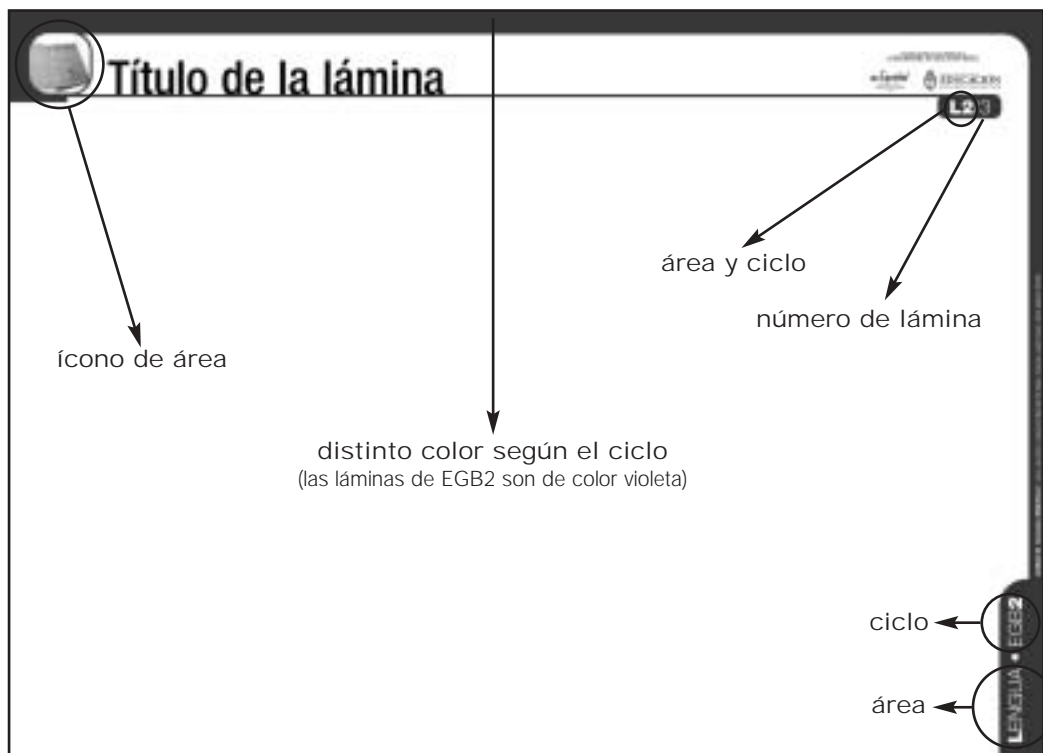 Título de la lámina
EDUCACION
L2 3
área y ciclo
número de lámina
ícono de área
distinto color según el ciclo
(las láminas de EGB2 son de color violeta)
ciclo
área
LENGUA • EGB2